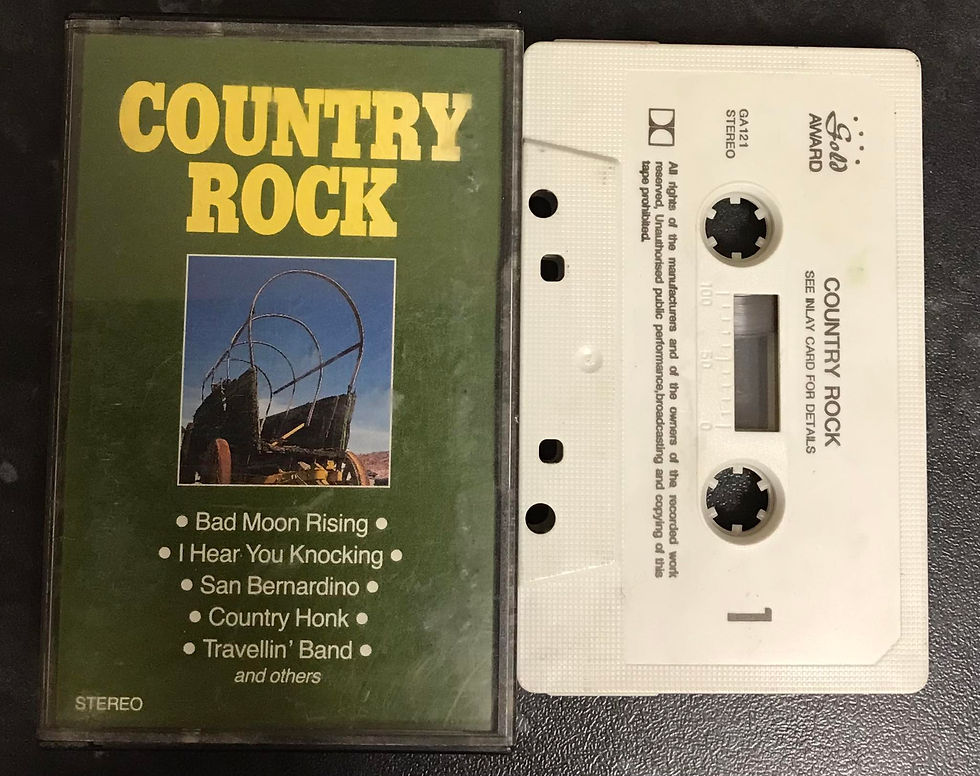 COUNTRY
ROCK
• Bad Moon Rising •
• I Hear You Knocking •
• San Bernardino •
• Country Honk •
• Travellin' Band •
and others
STEREO
Gold
AWARD
GA121
STEREO
COUNTRY ROCK
SEE INLAY CARD FOR DETAILS
1
100 50 0
All rights of the manufacturers and of the owners of the recorded work
reserved, Unauthorised public performance,broadcasting and copying of this
tape prohibited.